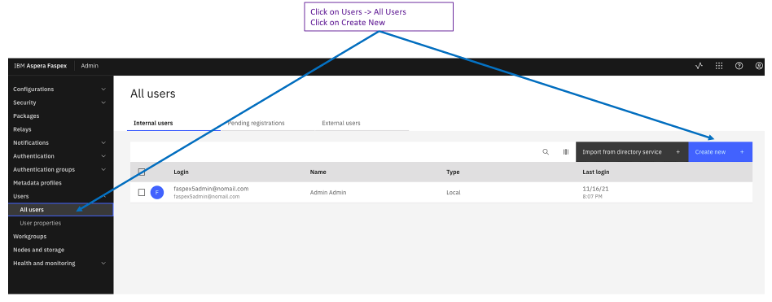 Click on Users -> All Users
Click on Create New
IBM Aspera Faspex Admin
Configurations
Security
Packages
Relays
Notifications
Authentication
Authentication groups
Metadata profiles
Users
All users
User properties
Workgroups
Nodes and storage
Health and monitoring
All users
Internal users Pending registrations External users
Import from directory service + Create new +
Login Name Type Last login
F faspex5admin@nomail.com Admin Admin Local 11/16/21
faspex5admin@nomail.com 8:07 PM